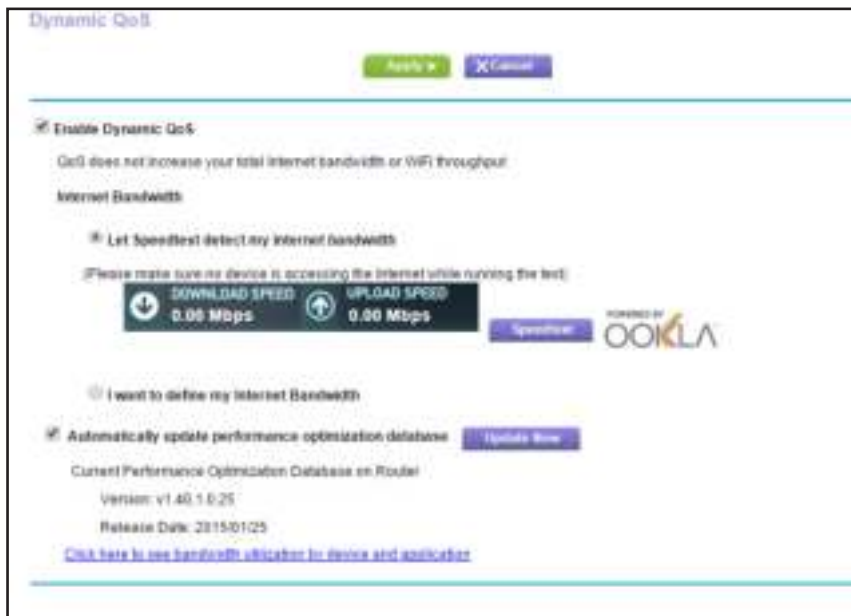 Dynamic QoS
Apply
X Cancel
Enable Dynamic QoS
QoS does not increase your total Internet bandwidth or WiFi throughput
Internet Bandwidth
Let Speedtest detect my internet bandwidth
(Please make sure no device is accessing the Internet while running the test)
DOWNLOAD SPEED UPLOAD SPEED
0.00 Mbps 0.00 Mbps
Speedtest
POWERED BY
OOKLA
I want to define my Internet Bandwidth
Automatically update performance optimization database Update Now
Current Performance Optimization Database on Router
Version: v1.40.1.0.25
Release Date: 2015/01/25
Click here to see bandwidth utilization by device and application